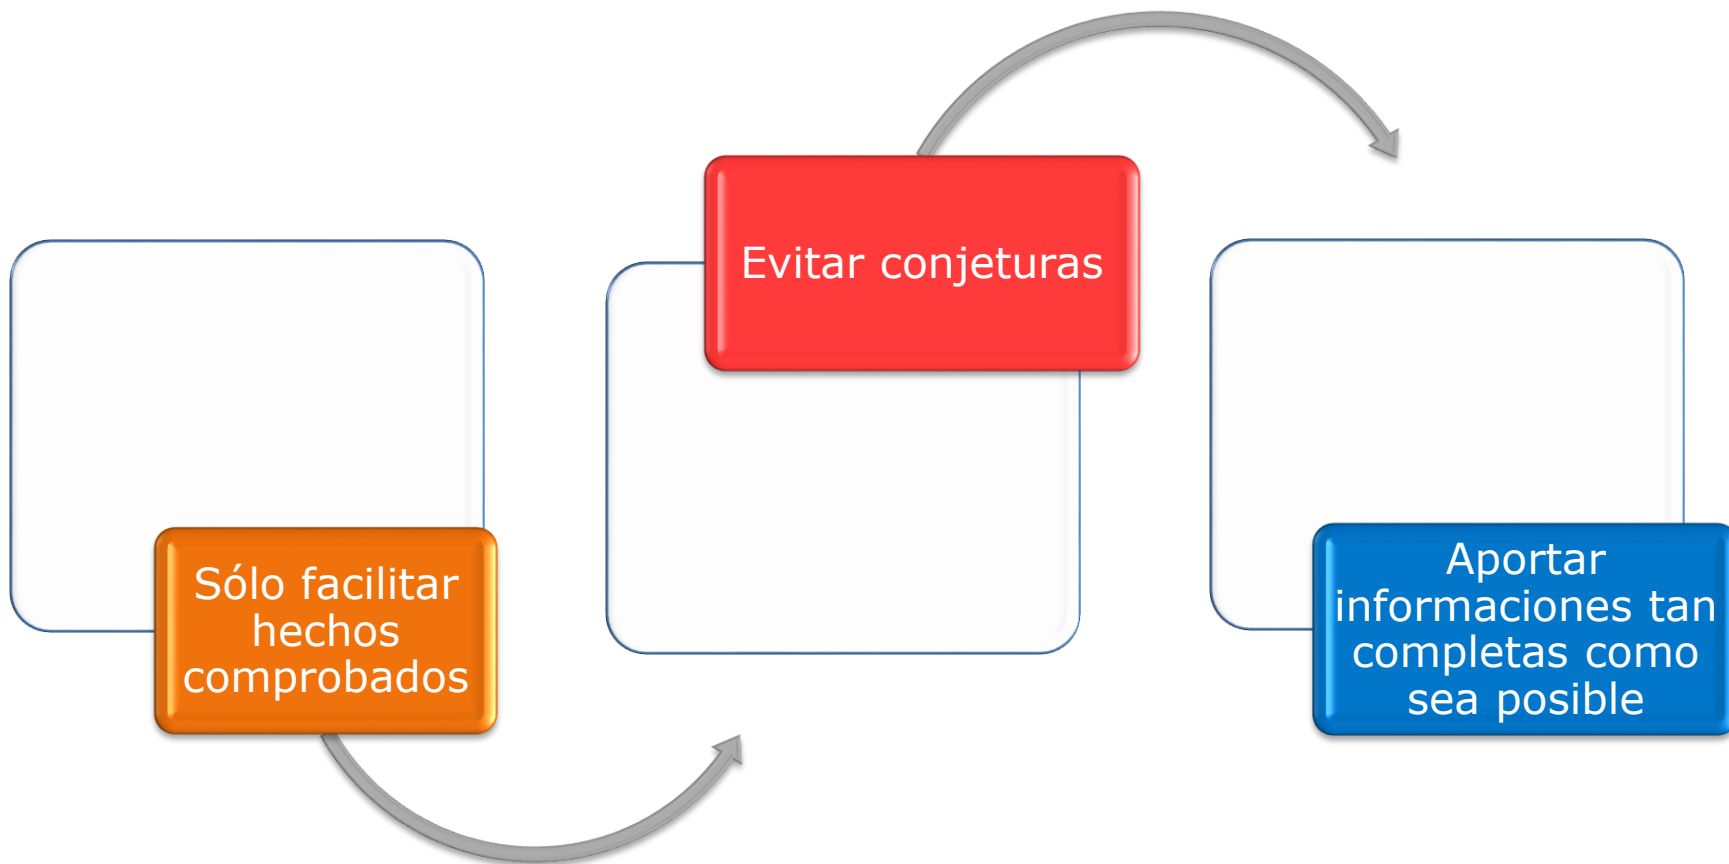 Sólo facilitar
hechos
comprobados
Evitar conjeturas
Aportar
informaciones tan
completas como
sea posible